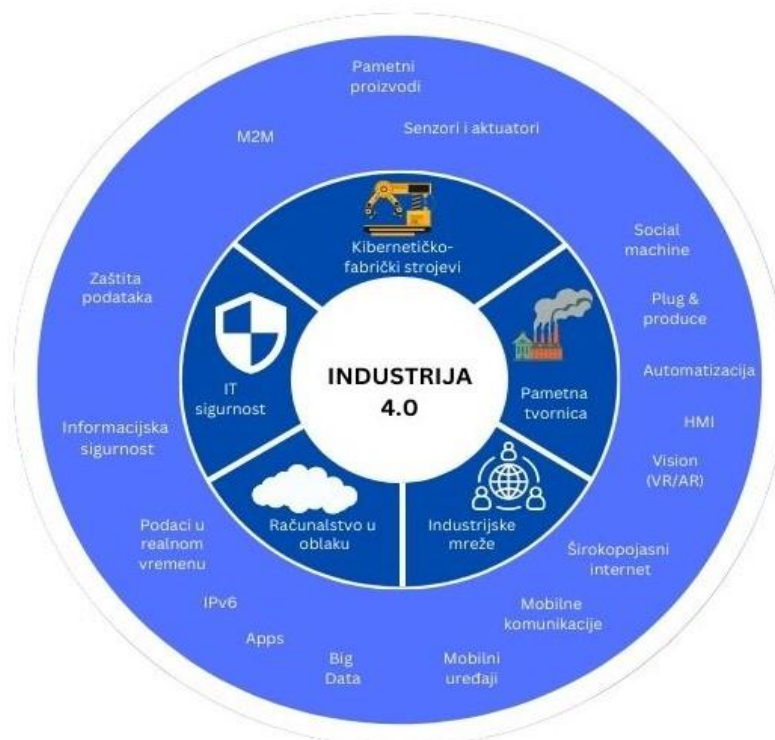 Pametni
proizvodi
M2M
Senzori i aktuatori
Kibernetičko-
fabrički strojevi
Social
machine
Zaštita
podataka
Plug &
produce
IT
sigurnost
INDUSTRIJA
4.0
Pametna
tvornica
Automatizacija
HMI
Informacijska
sigurnost
Vision
(VR/AR)
Računalstvo u
oblaku
Industrijske
mreže
Podaci u
realnom
vremenu
Širokopojasni
internet
IPv6
Mobilne
komunikacije
Apps
Big
Data
Mobilni
uređaji